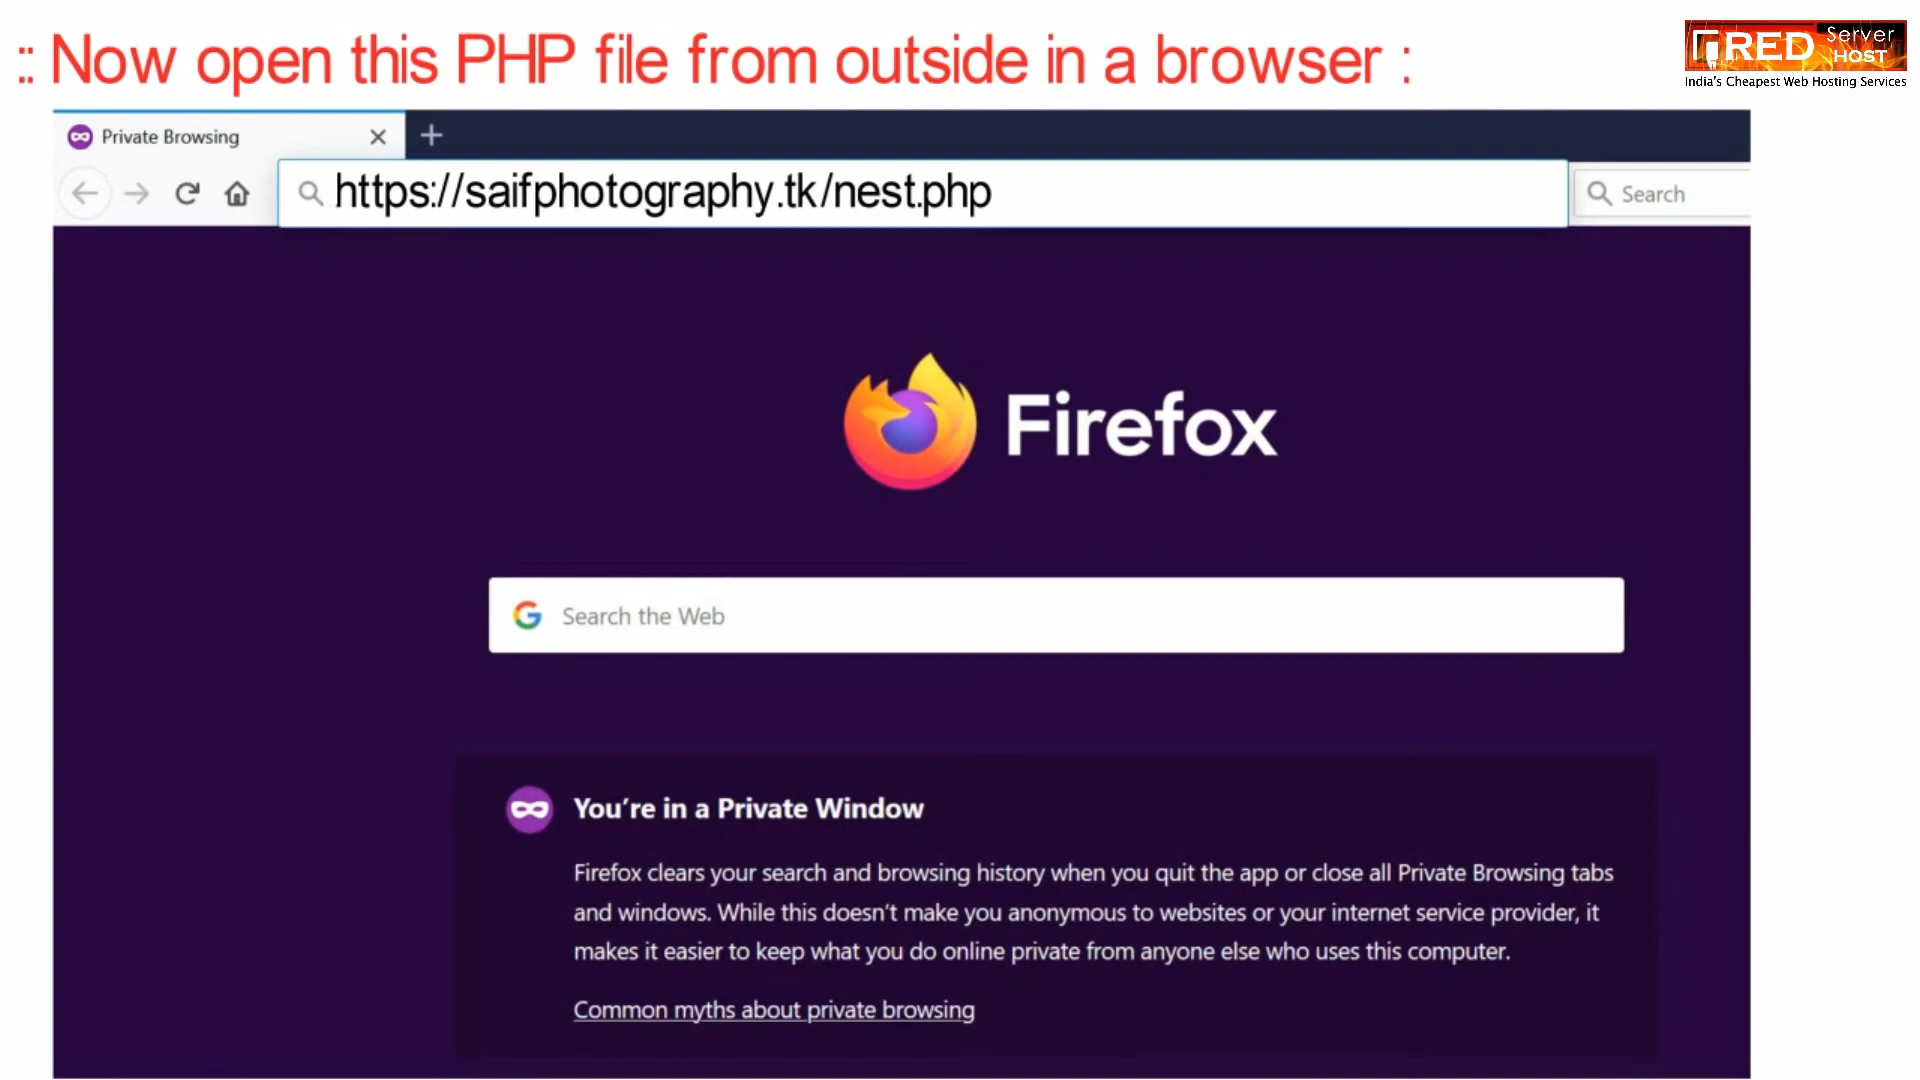 :: Now open this PHP file from outside in a browser :
RED Server
HOST
India's Cheapest Web Hosting Services
Private Browsing
https://saifphotography.tk/nest.php
Search
Firefox
Search the Web
You're in a Private Window
Firefox clears your search and browsing history when you quit the app or close all Private Browsing tabs
and windows. While this doesn't make you anonymous to websites or your internet service provider, it
makes it easier to keep what you do online private from anyone else who uses this computer.
Common myths about private browsing